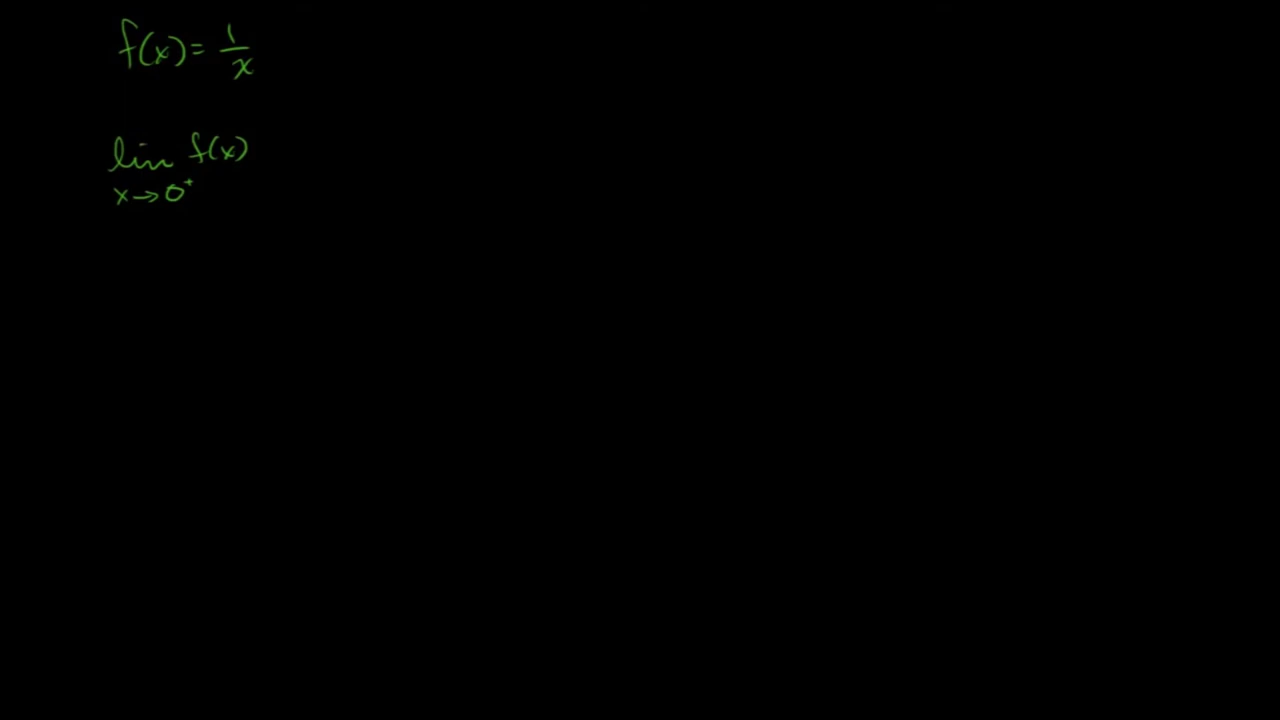 f(x) = 1/x
lim f(x)
x→0⁺